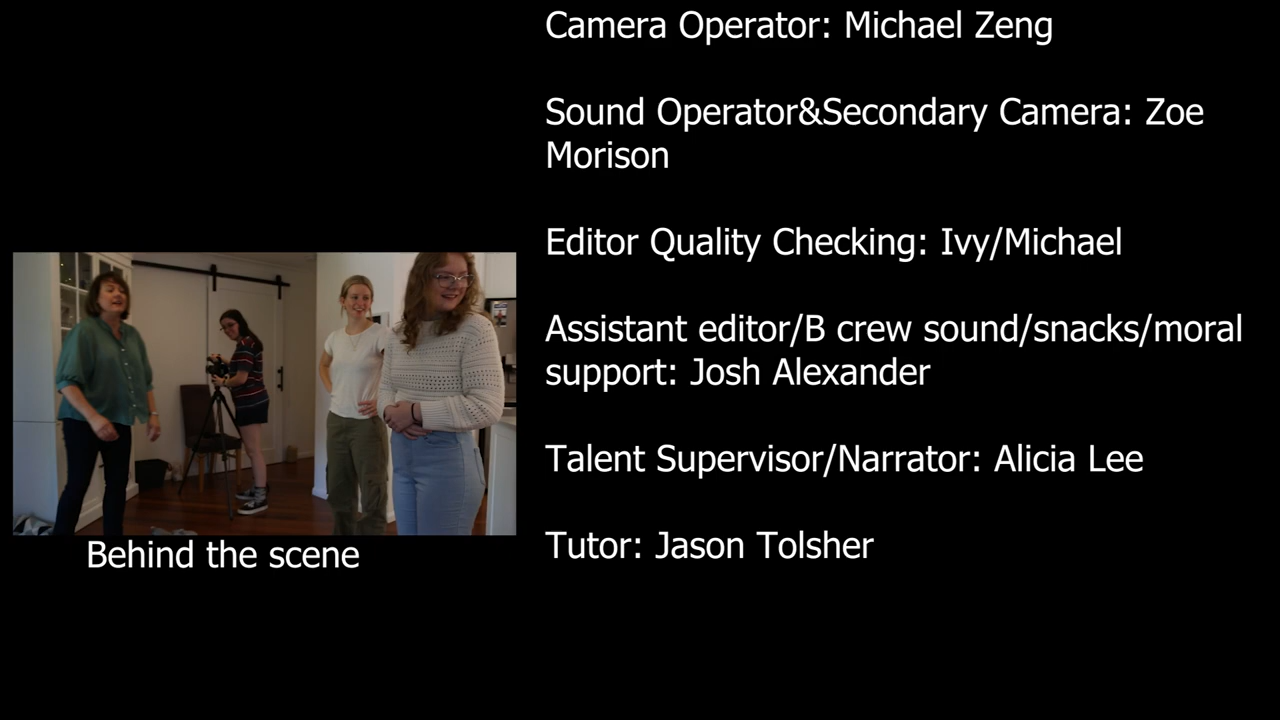 Camera Operator: Michael Zeng
Sound Operator&Secondary Camera: Zoe
Morison
Editor Quality Checking: Ivy/Michael
Assistant editor/B crew sound/snacks/moral
support: Josh Alexander
Talent Supervisor/Narrator: Alicia Lee
Tutor: Jason Tolsher
Behind the scene